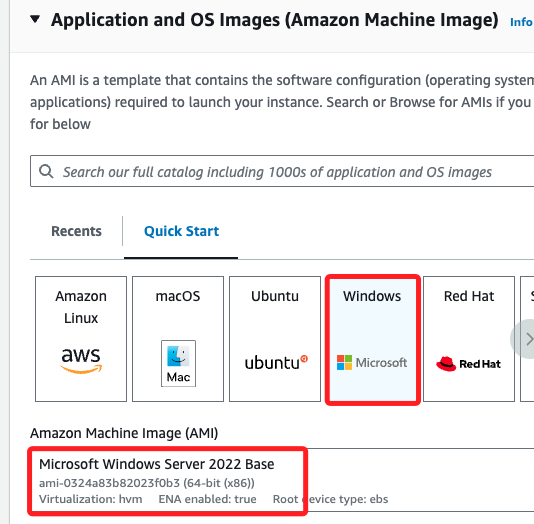 Application and OS Images (Amazon Machine Image) Info
An AMI is a template that contains the software configuration (operating system
applications) required to launch your instance. Search or Browse for AMIs if you
for below
Search our full catalog including 1000s of application and OS images
Recents
Quick Start
Amazon
Linux
aws
macOS
Mac
Ubuntu
ubuntu
Windows
Microsoft
Red Hat
Red Hat
S
Amazon Machine Image (AMI)
Microsoft Windows Server 2022 Base
ami-0324a83b82023f0b3 (64-bit (x86))
Virtualization: hvm ENA enabled: true Root device type: ebs